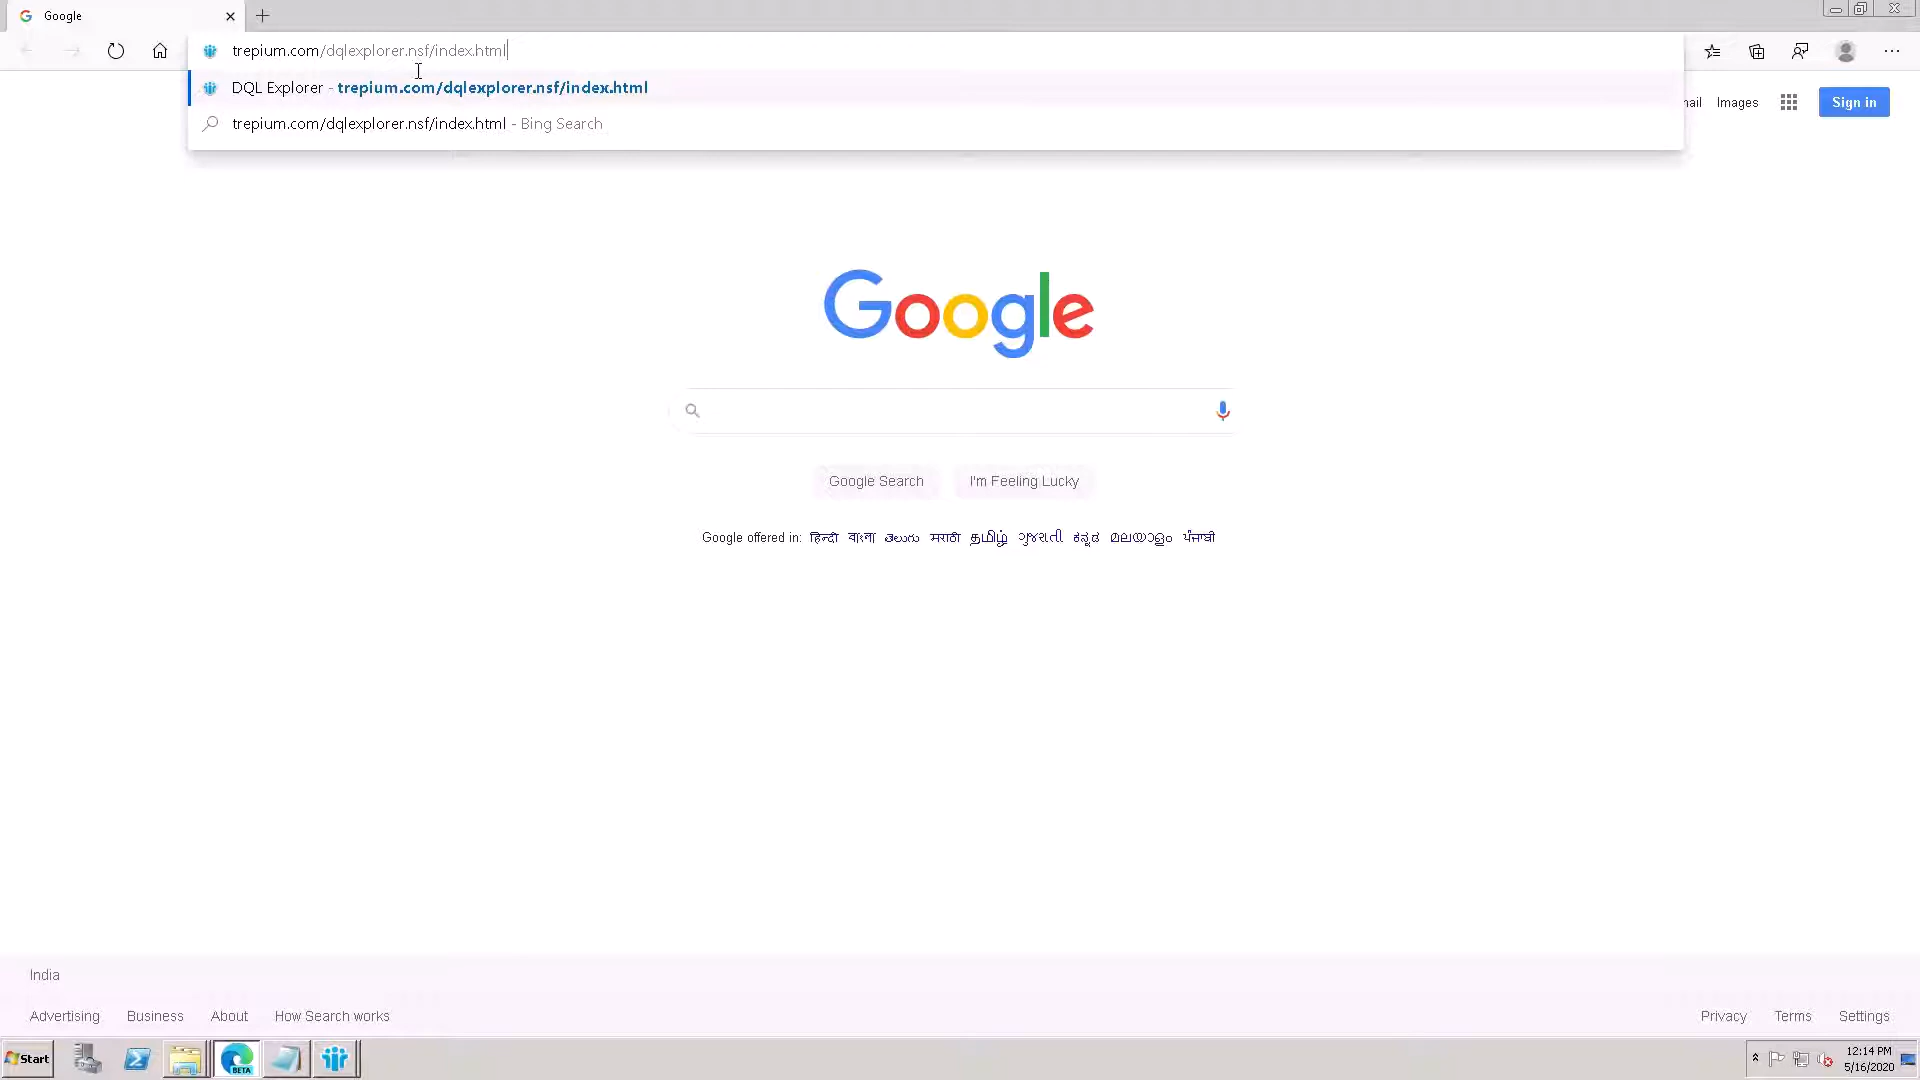 Google
trepium.com/dqlexplorer.nsf/index.html
DQL Explorer - trepium.com/dqlexplorer.nsf/index.html
trepium.com/dqlexplorer.nsf/index.html - Bing Search
ail Images Sign in
Google
Google Search I'm Feeling Lucky
Google offered in: हिन्दी বাংলা తెలుగు मराठी தமிழ் ગુજરાતી ಕನ್ನಡ മലയാളം ਪੰਜਾਬੀ
India
Advertising Business About How Search works Privacy Terms Settings
Start BETA 12:14 PM
5/16/2020